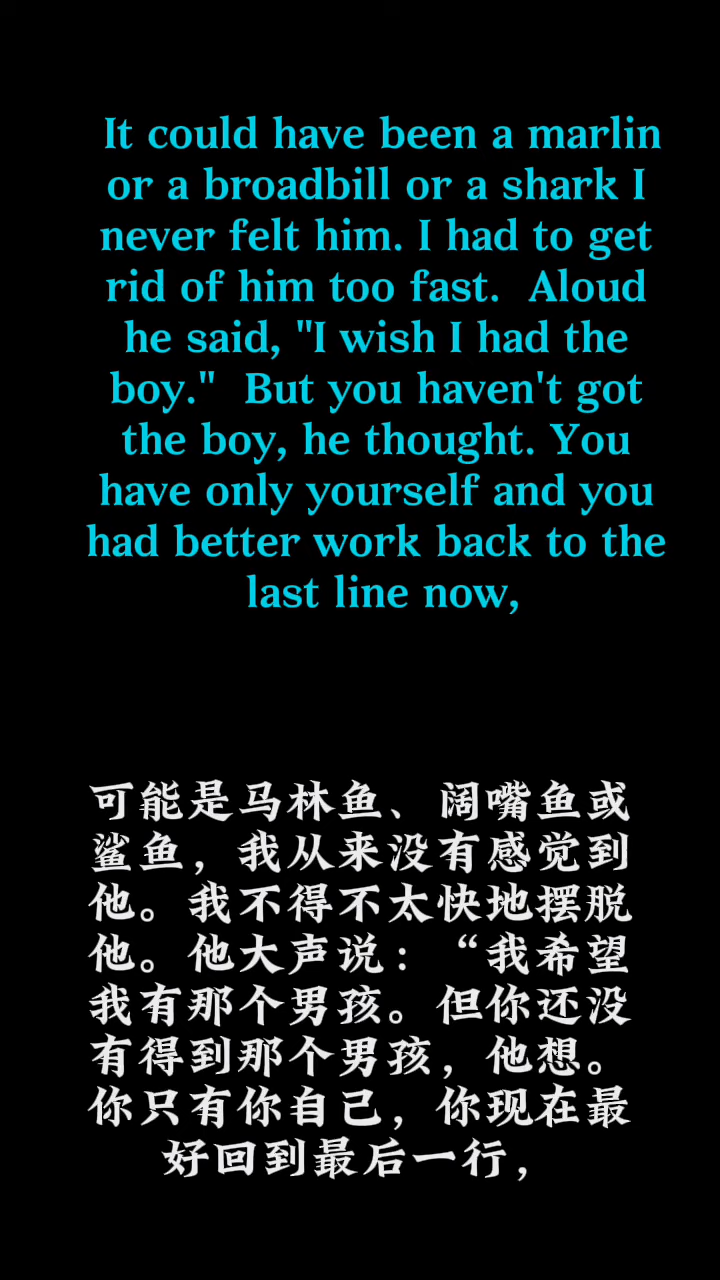 It could have been a marlin
or a broadbill or a shark I
never felt him. I had to get
rid of him too fast.  Aloud
he said, "I wish I had the
boy."  But you haven't got
the boy, he thought. You
have only yourself and you
had better work back to the
last line now,
可能是马林鱼、阔嘴鱼或
鲨鱼，我从来没有感觉到
他。我不得不太快地摆脱
他。他大声说：“我希望
我有那个男孩。但你还没
有得到那个男孩，他想。
你只有你自己，你现在最
好回到最后一行，